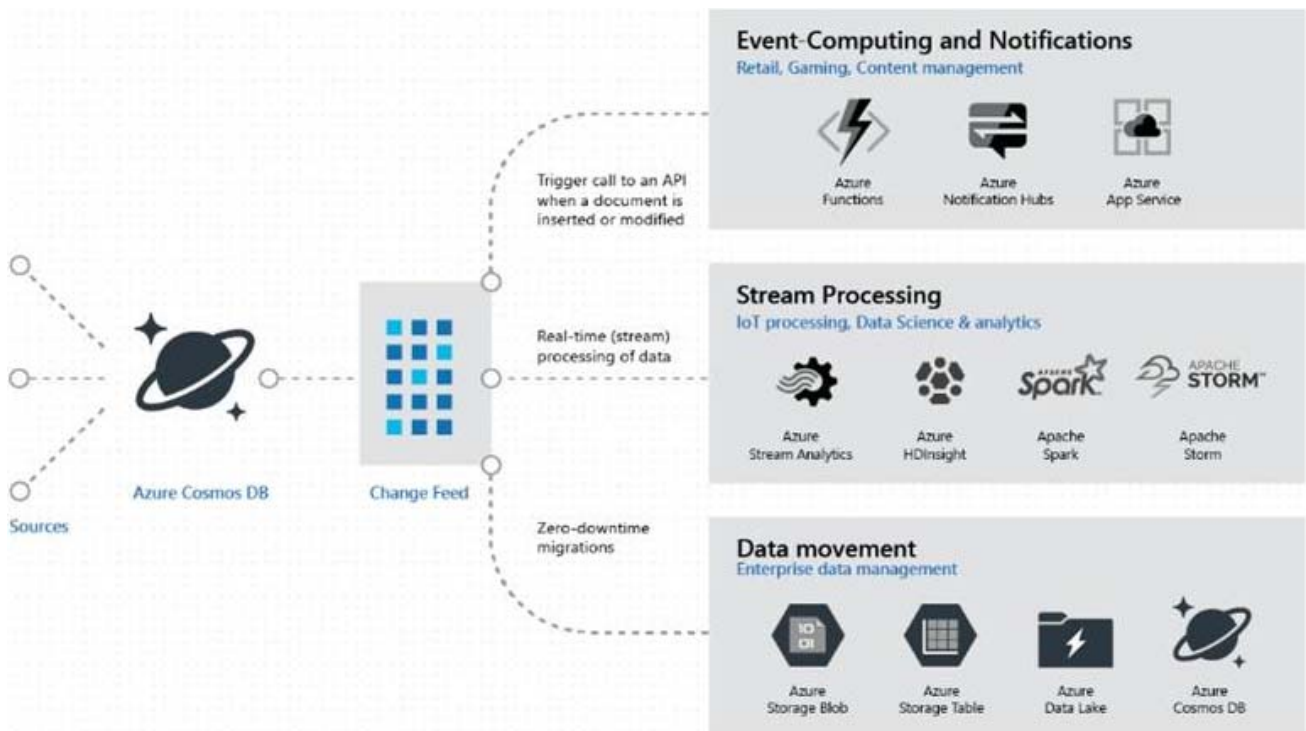 Event-Computing and Notifications
Retail, Gaming, Content management
Azure
Functions
Azure
Notification Hubs
Azure
App Service
Trigger call to an API
when a document is
inserted or modified
Stream Processing
IoT processing, Data Science & analytics
Real-time (stream)
processing of data
APACHE
Spark
APACHE
STORM™
Azure
Stream Analytics
Azure
HDInsight
Apache
Spark
Apache
Storm
Sources
Azure Cosmos DB
Change Feed
Zero-downtime
migrations
Data movement
Enterprise data management
10
01
Azure
Storage Blob
Azure
Storage Table
Azure
Data Lake
Azure
Cosmos DB